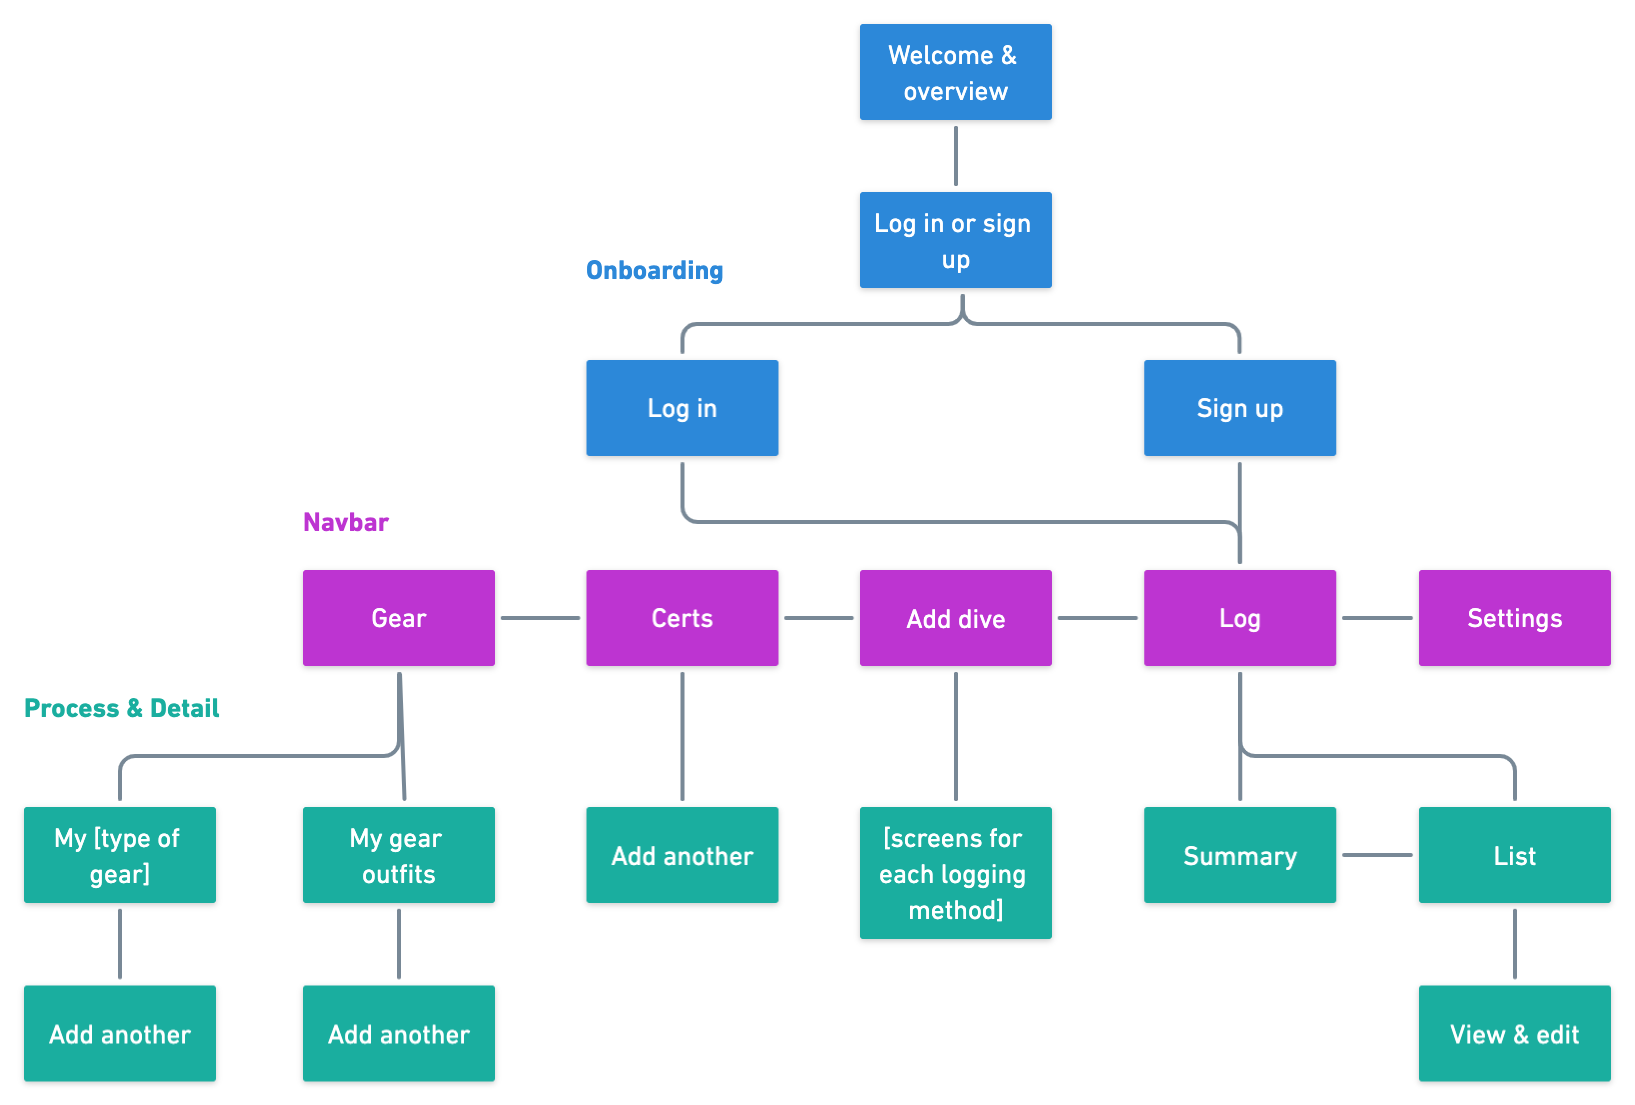 Welcome &
overview
Log in or sign
up
Onboarding
Log in
Sign up
Navbar
Gear
Certs
Add dive
Log
Settings
Process & Detail
My [type of
gear]
My gear
outfits
Add another
[screens for
each logging
method]
Summary
List
Add another
Add another
View & edit